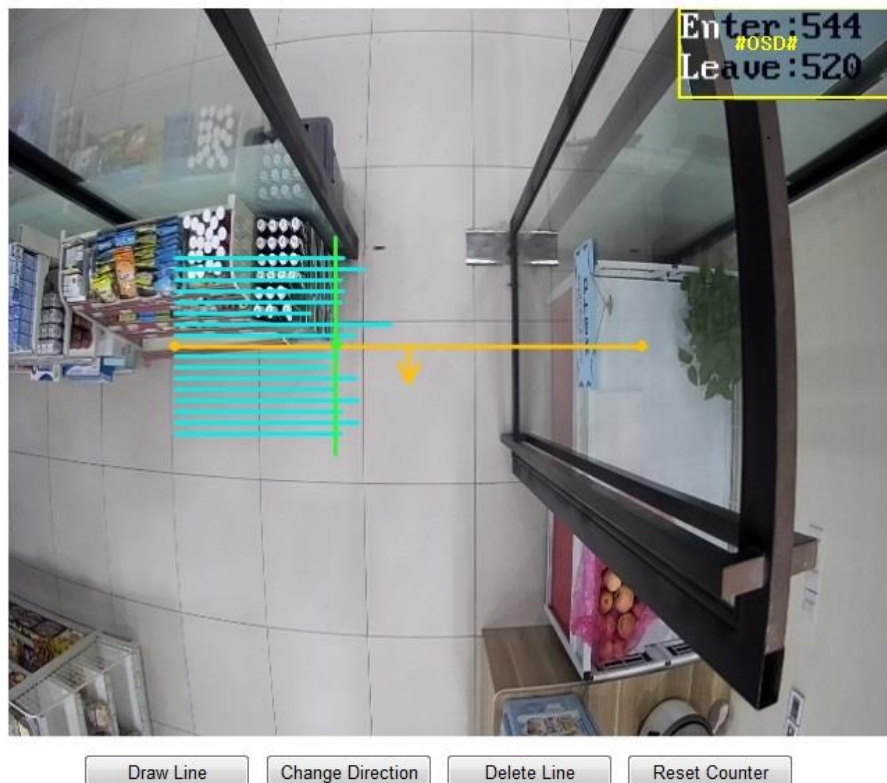 Enter:544
#OSD#
Leave:520
Draw Line
Change Direction
Delete Line
Reset Counter